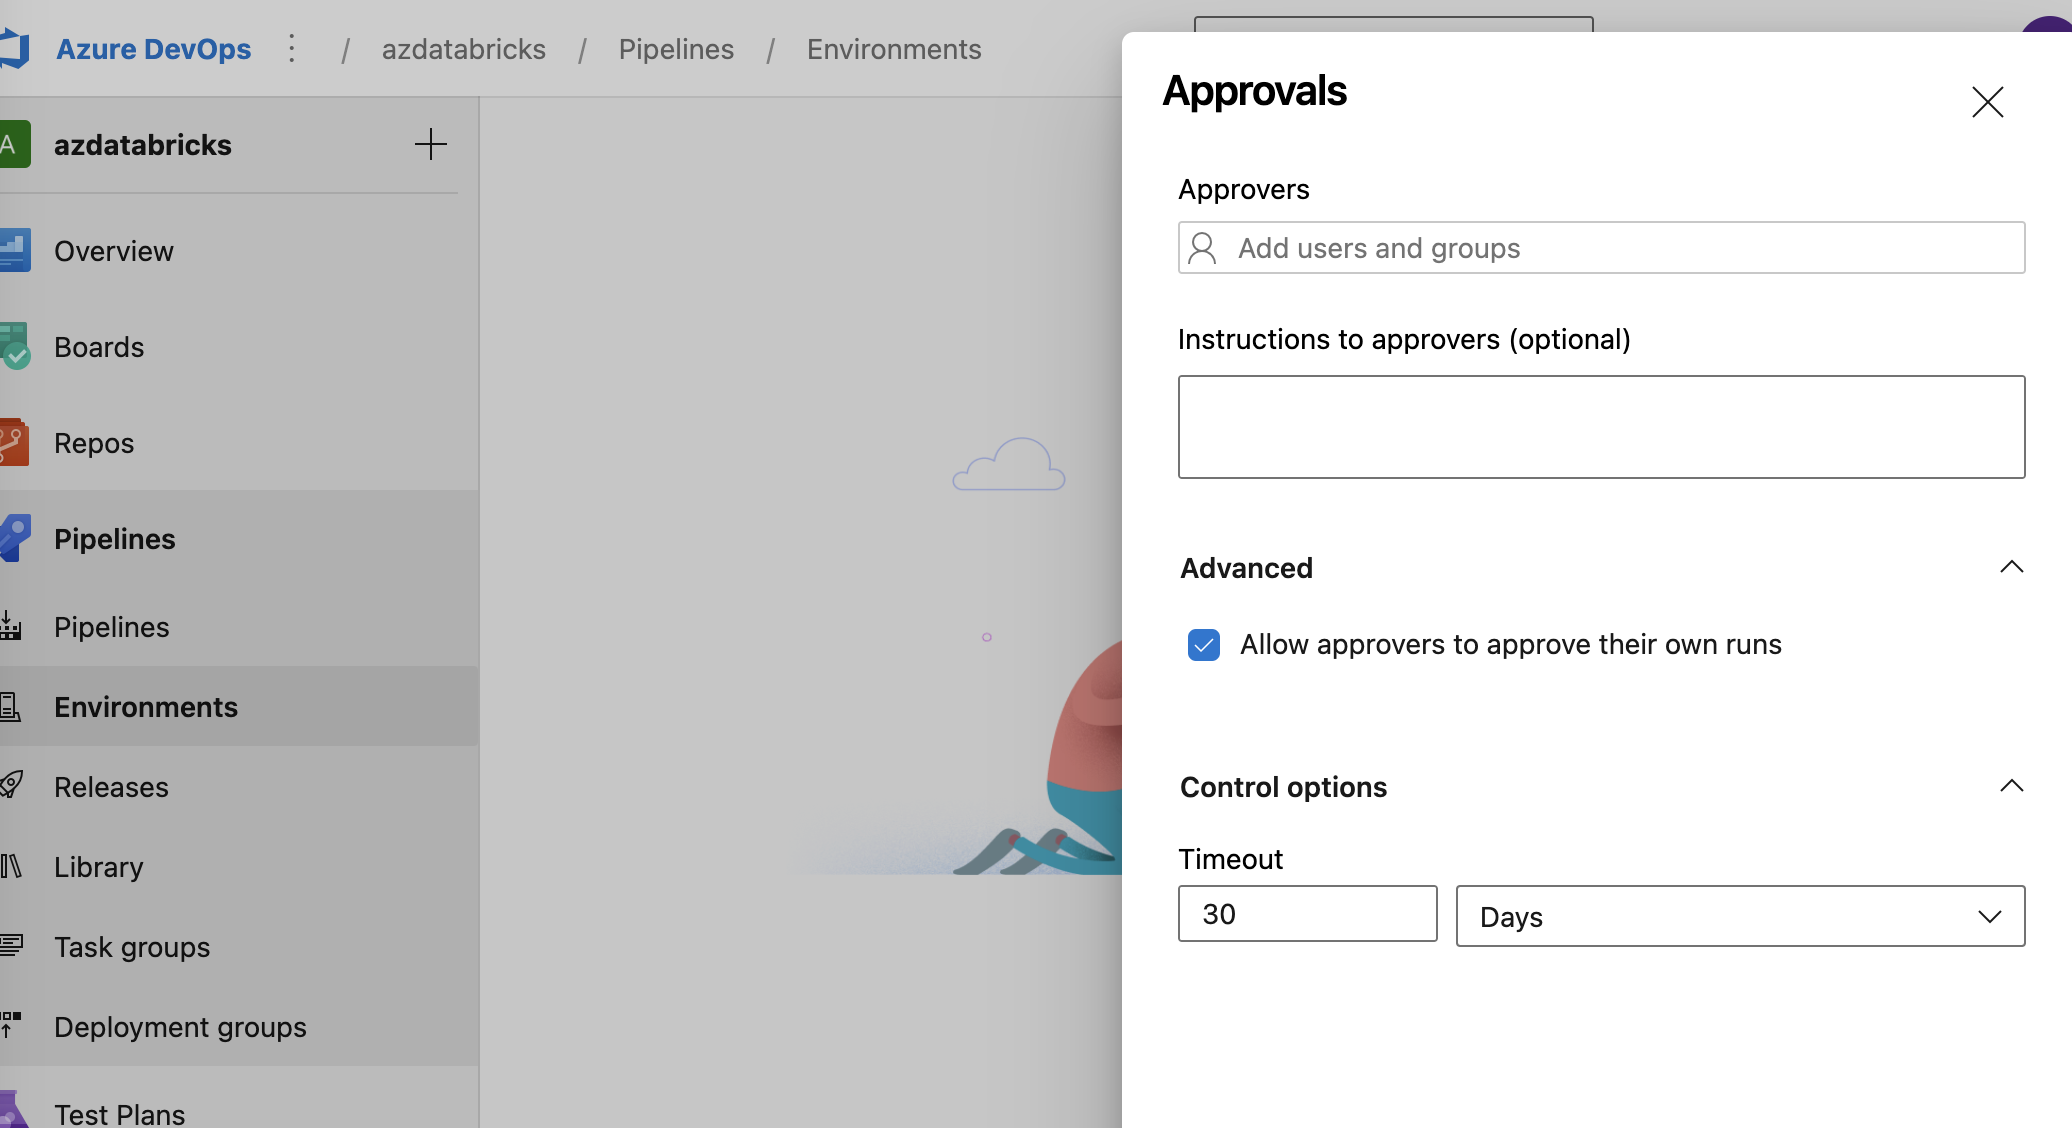 Azure DevOps / azdatabricks / Pipelines / Environments
A azdatabricks
Overview
Boards
Repos
Pipelines
Pipelines
Environments
Releases
Library
Task groups
Deployment groups
Test Plans
Approvals
Approvers
Add users and groups
Instructions to approvers (optional)
Advanced
Allow approvers to approve their own runs
Control options
Timeout
30 Days